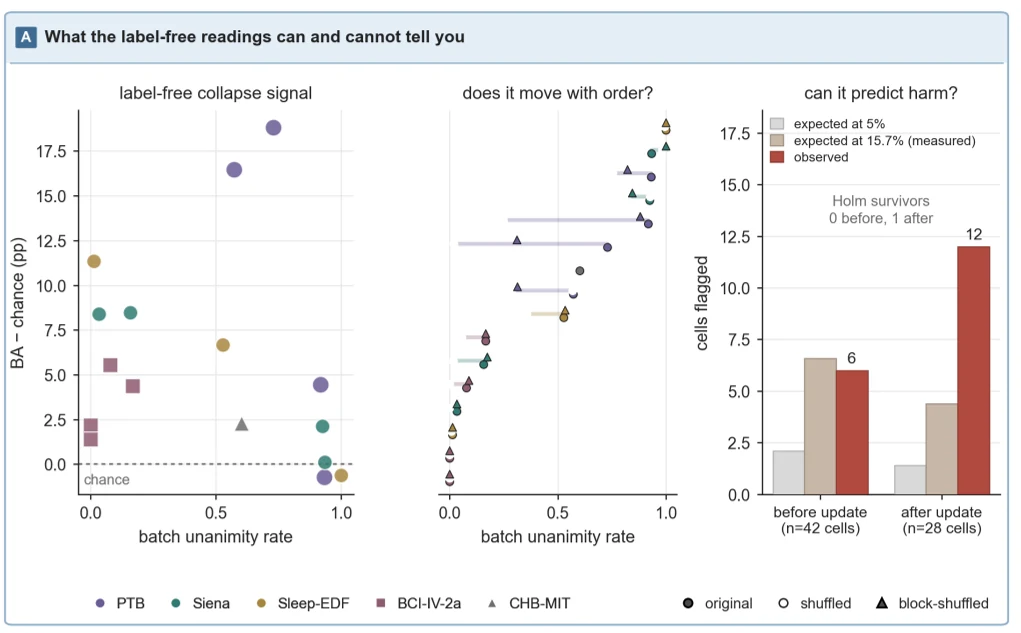 A What the label-free readings can and cannot tell you
label-free collapse signal
BA − chance (pp)
17.5
15.0
12.5
10.0
7.5
5.0
2.5
0.0
chance
0.0 0.5 1.0
batch unanimity rate
does it move with order?
0.0 0.5 1.0
batch unanimity rate
can it predict harm?
cells flagged
17.5
15.0
12.5
10.0
7.5
5.0
2.5
0.0
expected at 5%
expected at 15.7% (measured)
observed
Holm survivors
0 before, 1 after
6
12
before update
(n=42 cells)
after update
(n=28 cells)
PTB Siena Sleep-EDF BCI-IV-2a CHB-MIT
original shuffled block-shuffled